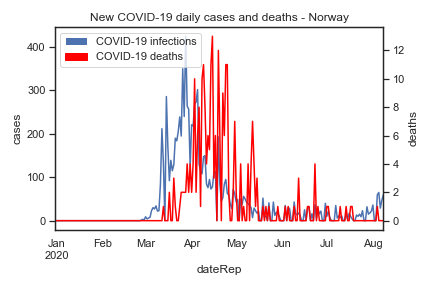 New COVID-19 daily cases and deaths - Norway
COVID-19 infections
COVID-19 deaths
400
300
200
100
0
cases
12
10
8
6
4
2
0
deaths
Jan Feb Mar Apr May Jun Jul Aug
2020
dateRep